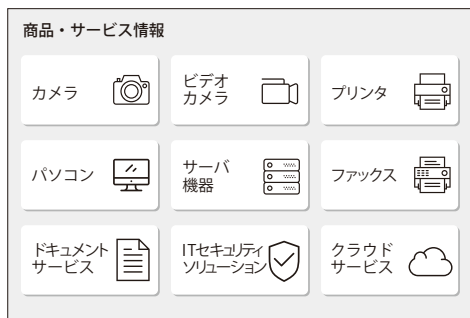 商品・サービス情報
カメラ
ビデオ
カメラ
プリンタ
パソコン
サーバ
機器
ファックス
ドキュメント
サービス
ITセキュリティ
ソリューション
クラウド
サービス